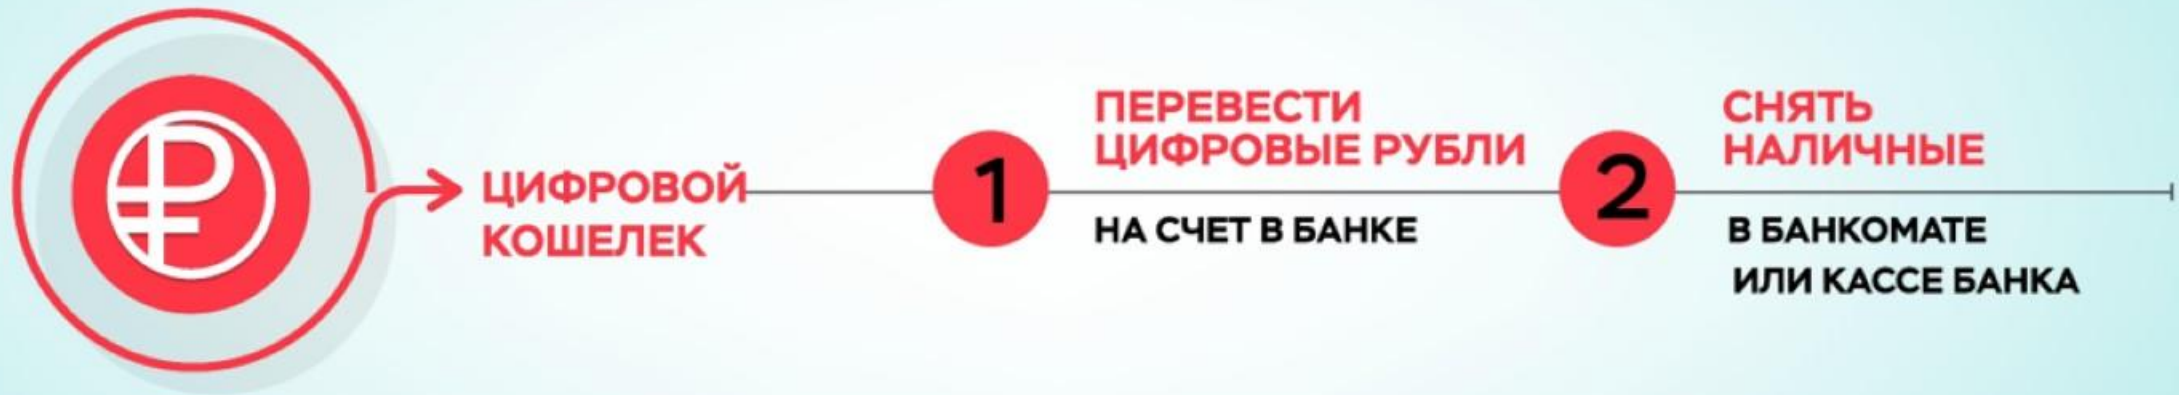 ЦИФРОВОЙ
КОШЕЛЕК
1
ПЕРЕВЕСТИ
ЦИФРОВЫЕ РУБЛИ
НА СЧЕТ В БАНКЕ
2
СНЯТЬ
НАЛИЧНЫЕ
В БАНКОМАТЕ
ИЛИ КАССЕ БАНКА